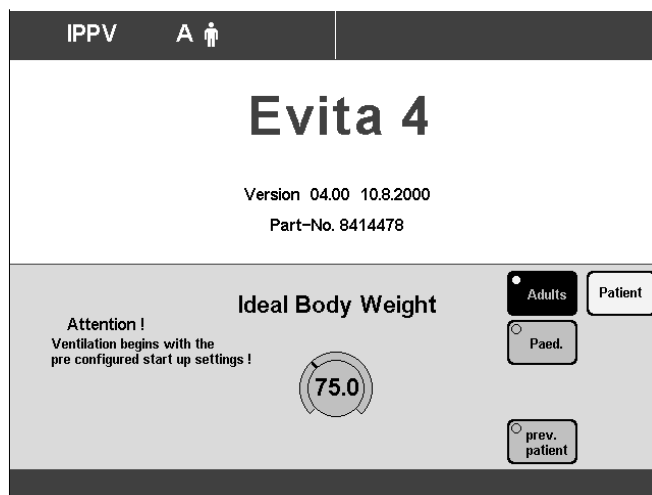 IPPV A
Evita 4
Version 04.00 10.8.2000
Part-No. 8414478
Adults
Patient
Ideal Body Weight
Attention !
Ventilation begins with the
pre configured start up settings !
Paed.
75.0
prev.
patient